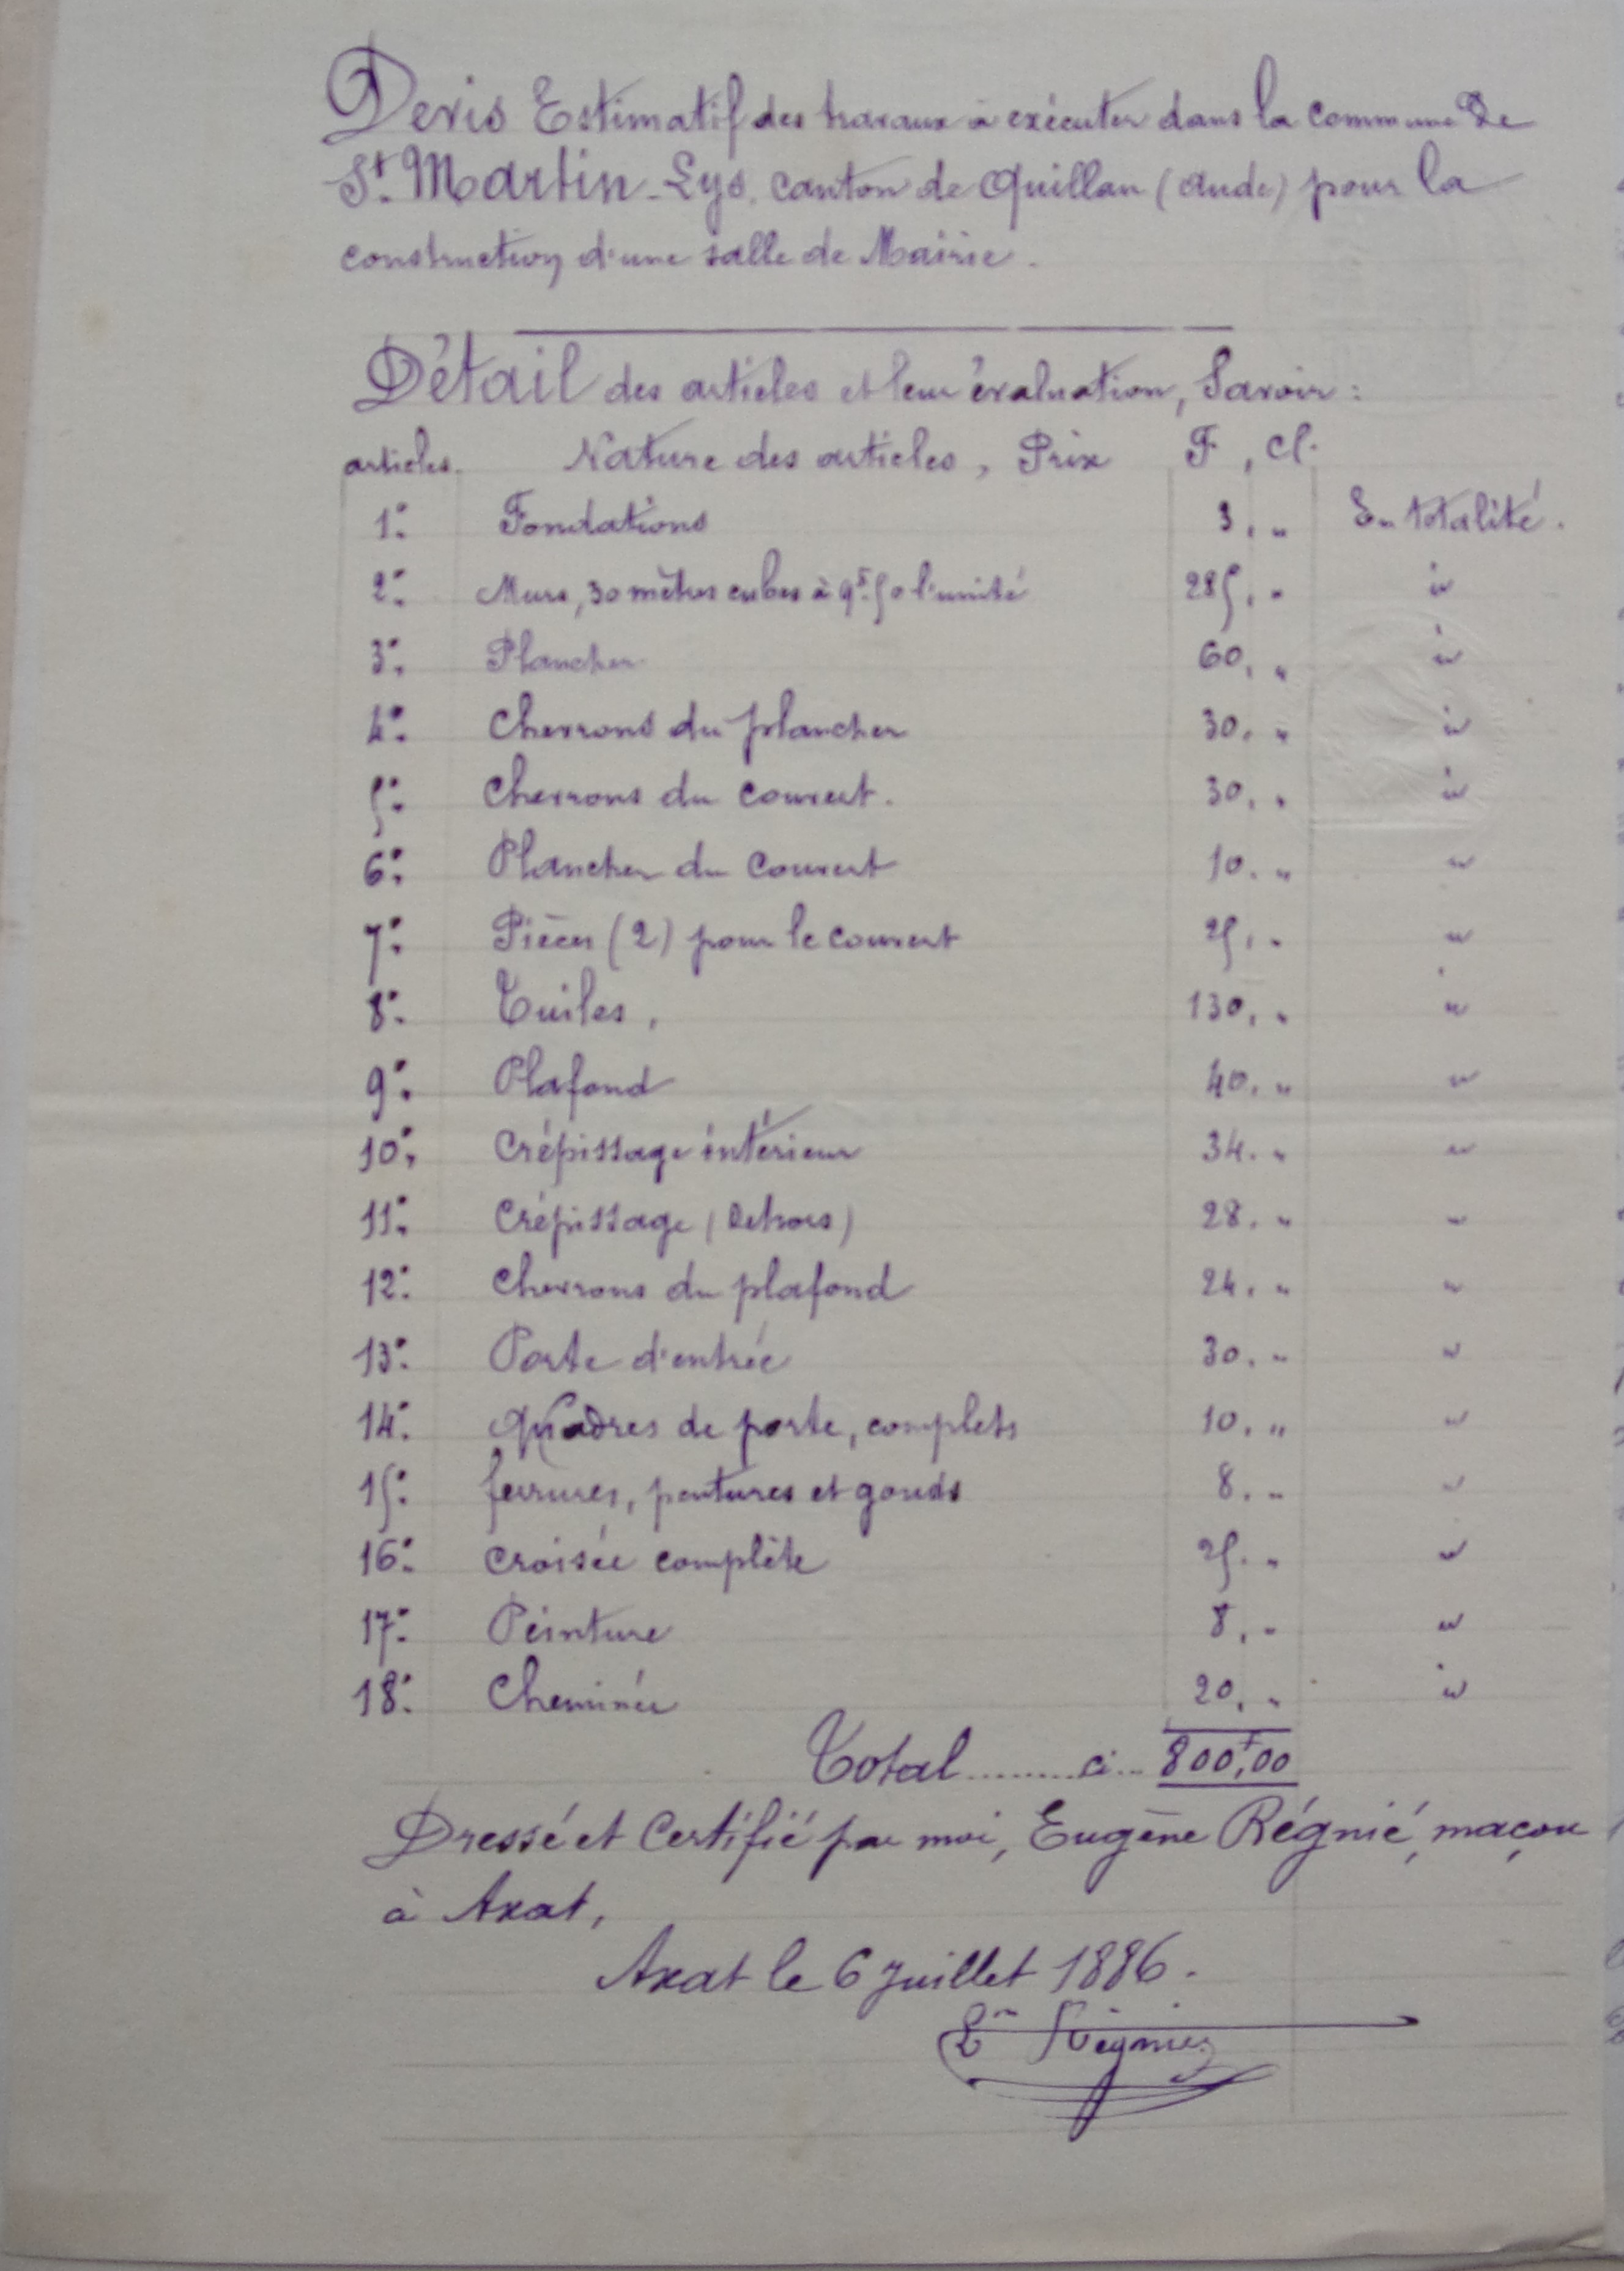 Devis Estimatif des travaux à exécuter dans la commune de
St. Martin-Lys, canton de Quillan (Aude) pour la
construction d'une salle de Mairie.
Détail des articles et leur évaluation, Savoir :
articles. Nature des articles, Prix F, Cs.
1° Fondations 3, " En totalité.
2° Murs, 30 mètres cubes à 9f.50 l'unité 285, " id
3° Plancher 60, " id
4° Chevrons du plancher 30, " id
5° Chevrons du couvert. 30, " id
6° Plancher du couvert 10. " "
7° Pièces (2) pour le couvert 25, " "
8° Tuiles, 130, " "
9° Plafond 40, " "
10° Crépissage intérieur 34. " "
11° Crépissage (Dehors) 28. " "
12° Chevrons du plafond 24. " "
13° Porte d'entrée 30. " "
14° Quadres de porte, complets 10, " "
15° ferrures, pentures et gonds 8. " "
16° Croisée complète 25. " "
17° Peinture 8, " "
18° Cheminée 20, " id
Total ......... ci... 800f,00
Dressé et Certifié par moi, Eugène Régnié, maçon
à Axat,
Axat le 6 Juillet 1886.
En Régnier